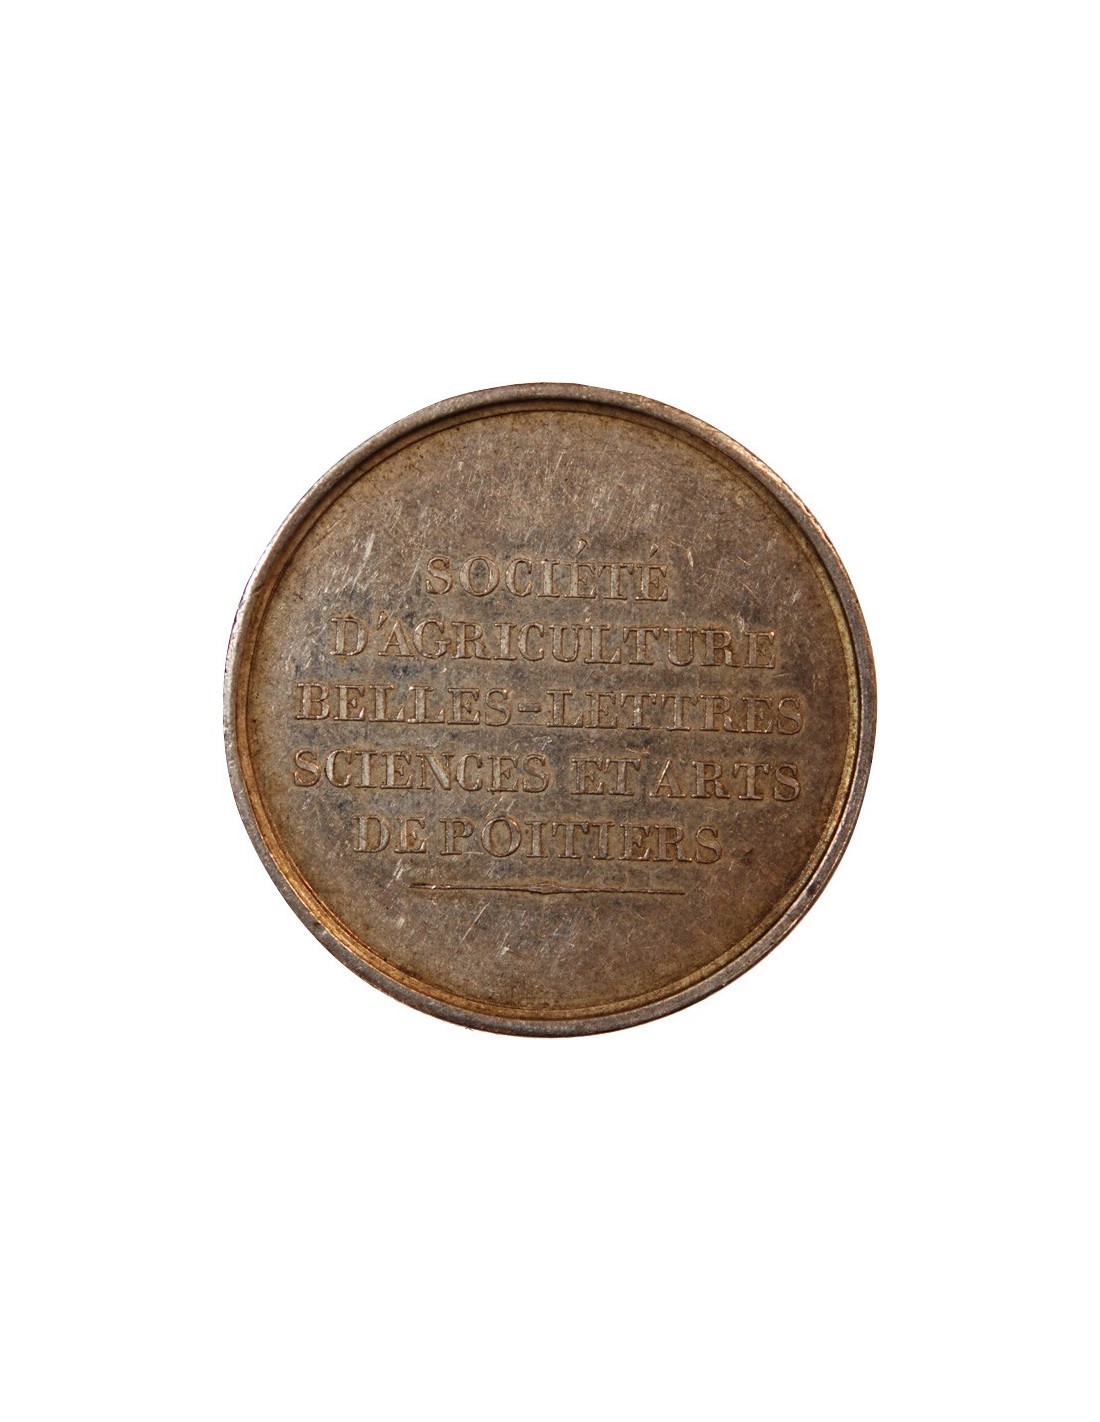 SOCIÉTÉ
D'AGRICULTURE
BELLES-LETTRES
SCIENCES ET ARTS
DE POITIERS